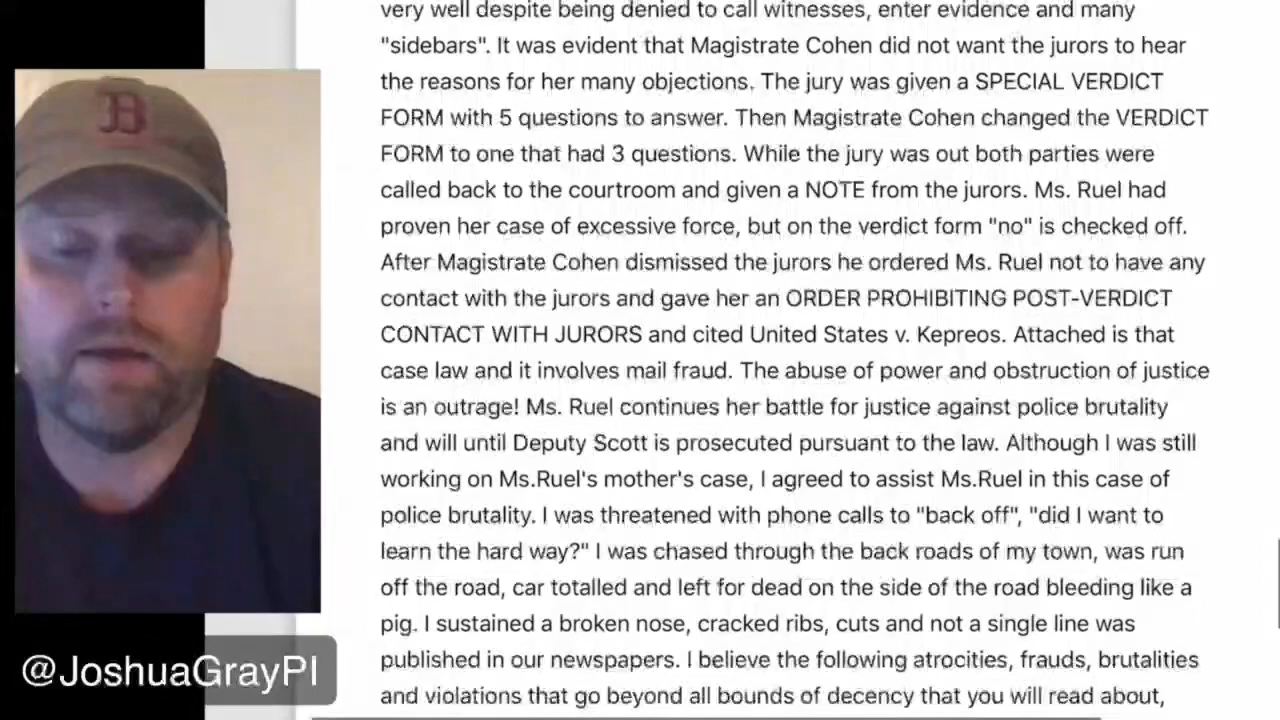 very well despite being denied to call witnesses, enter evidence and many
"sidebars". It was evident that Magistrate Cohen did not want the jurors to hear
the reasons for her many objections. The jury was given a SPECIAL VERDICT
FORM with 5 questions to answer. Then Magistrate Cohen changed the VERDICT
FORM to one that had 3 questions. While the jury was out both parties were
called back to the courtroom and given a NOTE from the jurors. Ms. Ruel had
proven her case of excessive force, but on the verdict form "no" is checked off.
After Magistrate Cohen dismissed the jurors he ordered Ms. Ruel not to have any
contact with the jurors and gave her an ORDER PROHIBITING POST-VERDICT
CONTACT WITH JURORS and cited United States v. Kepreos. Attached is that
case law and it involves mail fraud. The abuse of power and obstruction of justice
is an outrage! Ms. Ruel continues her battle for justice against police brutality
and will until Deputy Scott is prosecuted pursuant to the law. Although I was still
working on Ms.Ruel's mother's case, I agreed to assist Ms.Ruel in this case of
police brutality. I was threatened with phone calls to "back off", "did I want to
learn the hard way?" I was chased through the back roads of my town, was run
off the road, car totalled and left for dead on the side of the road bleeding like a
pig. I sustained a broken nose, cracked ribs, cuts and not a single line was
published in our newspapers. I believe the following atrocities, frauds, brutalities
and violations that go beyond all bounds of decency that you will read about,
B
@JoshuaGrayPI